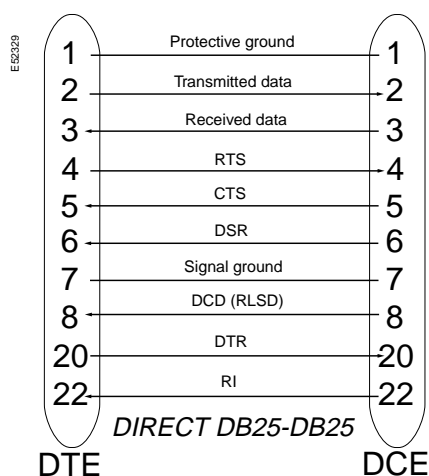 E52329
1 Protective ground 1
2 Transmitted data 2
3 Received data 3
4 RTS 4
5 CTS 5
6 DSR 6
7 Signal ground 7
8 DCD (RLSD) 8
20 DTR 20
22 RI 22
DIRECT DB25-DB25
DTE DCE